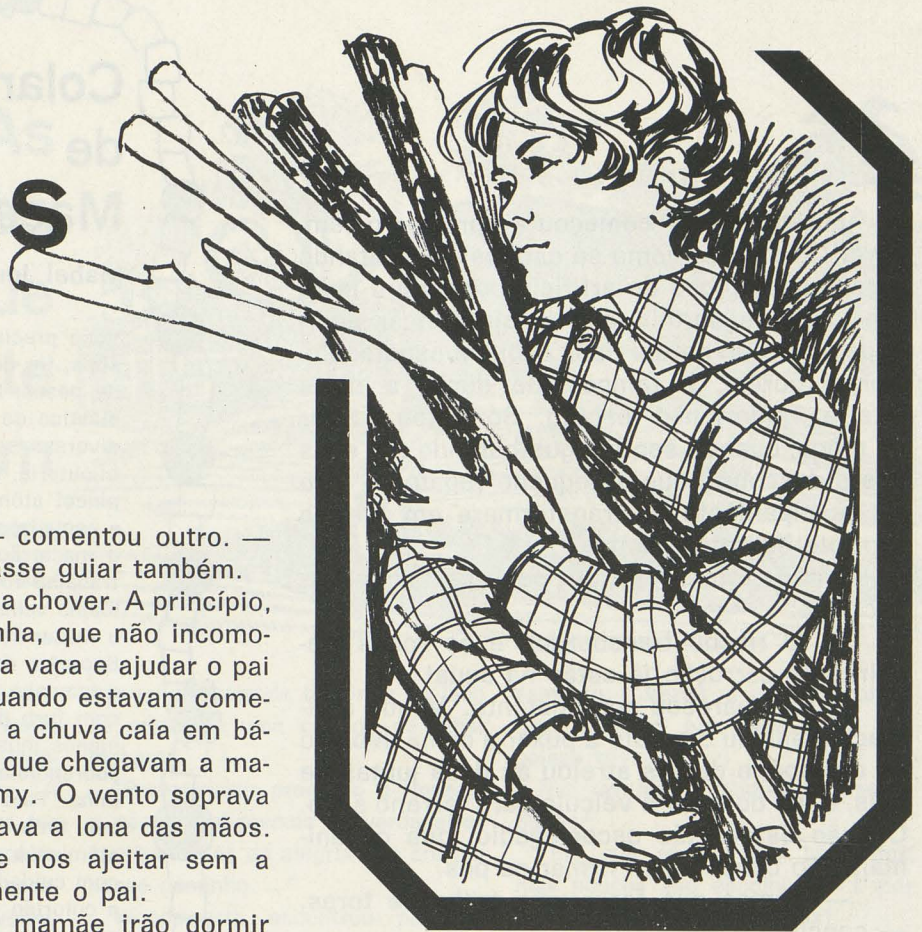 s
- comentou outro. —
asse guiar também.
a chover. A princípio,
nha, que não incomo-
a vaca e ajudar o pai
uando estavam come-
a chuva caía em bá-
que chegavam a ma-
my. O vento soprava
ava a lona das mãos.
e nos ajeitar sem a
nente o pai.
mamãe irão dormir